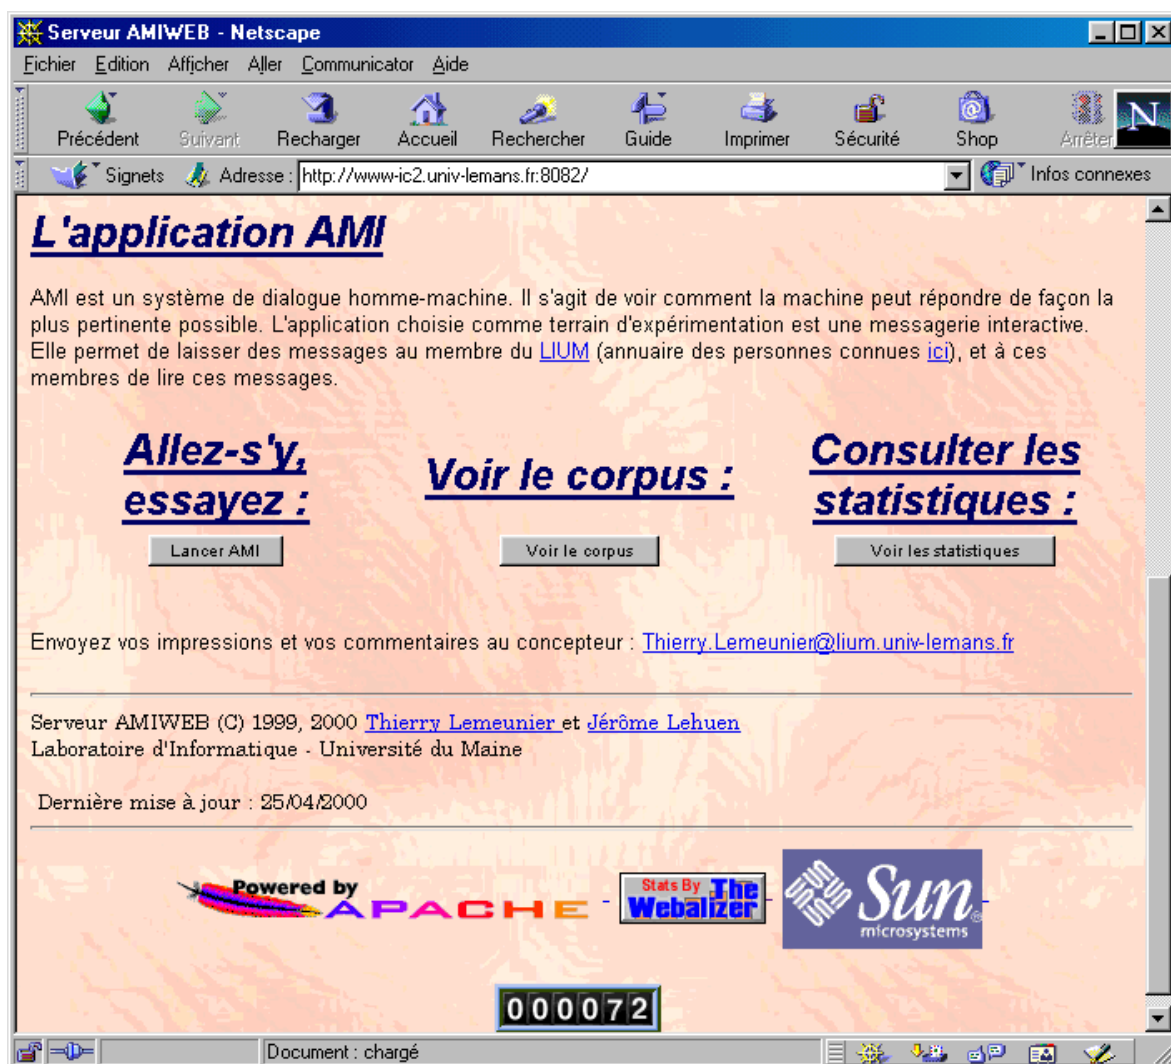 Serveur AMIWEB - Netscape
Fichier Edition Afficher Aller Communicator Aide
Précédent Suivant Recharger Accueil Rechercher Guide Imprimer Sécurité Shop Arrêter N
Signets Adresse : http://www-ic2.univ-lemans.fr:8082/ Infos connexes
L'application AMI
AMI est un système de dialogue homme-machine. Il s'agit de voir comment la machine peut répondre de façon la
plus pertinente possible. L'application choisie comme terrain d'expérimentation est une messagerie interactive.
Elle permet de laisser des messages au membre du LIUM (annuaire des personnes connues ici), et à ces
membres de lire ces messages.
Allez-s'y,
essayez :
Lancer AMI
Voir le corpus :
Voir le corpus
Consulter les
statistiques :
Voir les statistiques
Envoyez vos impressions et vos commentaires au concepteur : Thierry.Lemeunier@lium.univ-lemans.fr
Serveur AMIWEB (C) 1999, 2000 Thierry Lemeunier et Jérôme Lehuen
Laboratoire d'Informatique - Université du Maine
Dernière mise à jour : 25/04/2000
Powered by
APACHE
Stats By The
Webalizer
Sun
microsystems
000072
Document : chargé